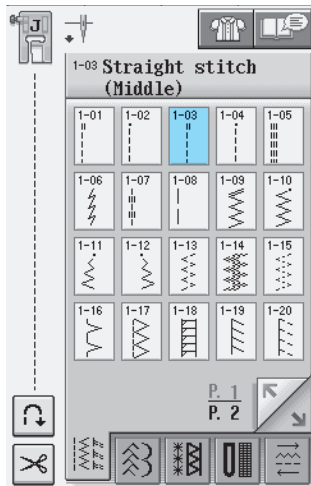 J
1-03 Straight stitch
(Middle)
1-01 1-02 1-03 1-04 1-05
1-06 1-07 1-08 1-09 1-10
1-11 1-12 1-13 1-14 1-15
1-16 1-17 1-18 1-19 1-20
P. 1
P. 2